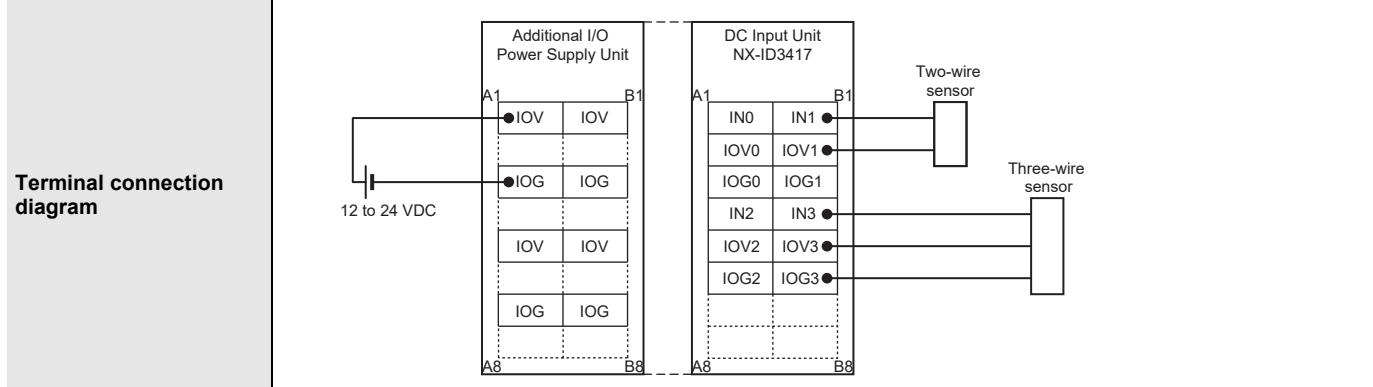 Terminal connection
diagram
Additional I/O
Power Supply Unit
A1
B1
IOV IOV
IOG IOG
IOV IOV
IOG IOG
A8
B8
12 to 24 VDC
DC Input Unit
NX-ID3417
A1
B1
IN0 IN1
IOV0 IOV1
IOG0 IOG1
IN2 IN3
IOV2 IOV3
IOG2 IOG3
A8
B8
Two-wire
sensor
Three-wire
sensor